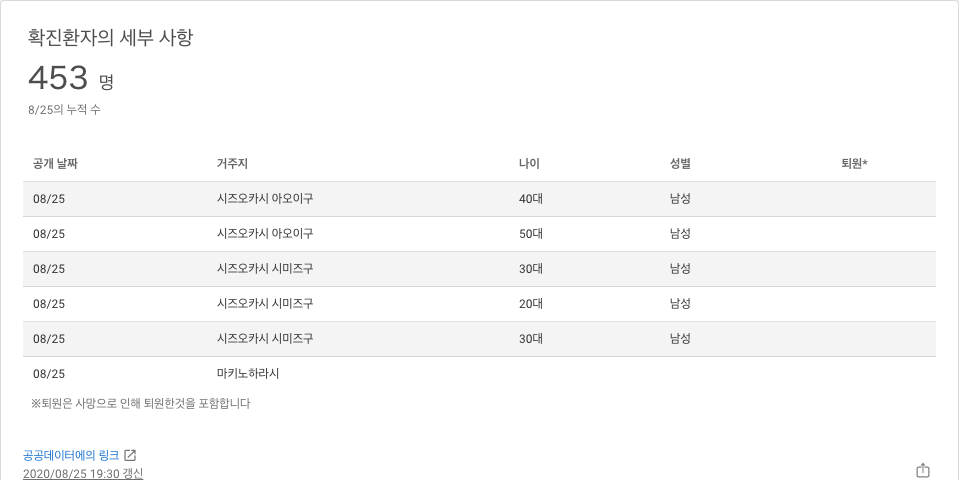 확진환자의 세부 사항
453 명
8/25의 누적 수
공개 날짜 거주지 나이 성별 퇴원*
08/25 시즈오카시 아오이구 40대 남성
08/25 시즈오카시 아오이구 50대 남성
08/25 시즈오카시 시미즈구 30대 남성
08/25 시즈오카시 시미즈구 20대 남성
08/25 시즈오카시 시미즈구 30대 남성
08/25 마키노하라시
※퇴원은 사망으로 인해 퇴원한것을 포함합니다
공공데이터에의 링크
2020/08/25 19:30 갱신